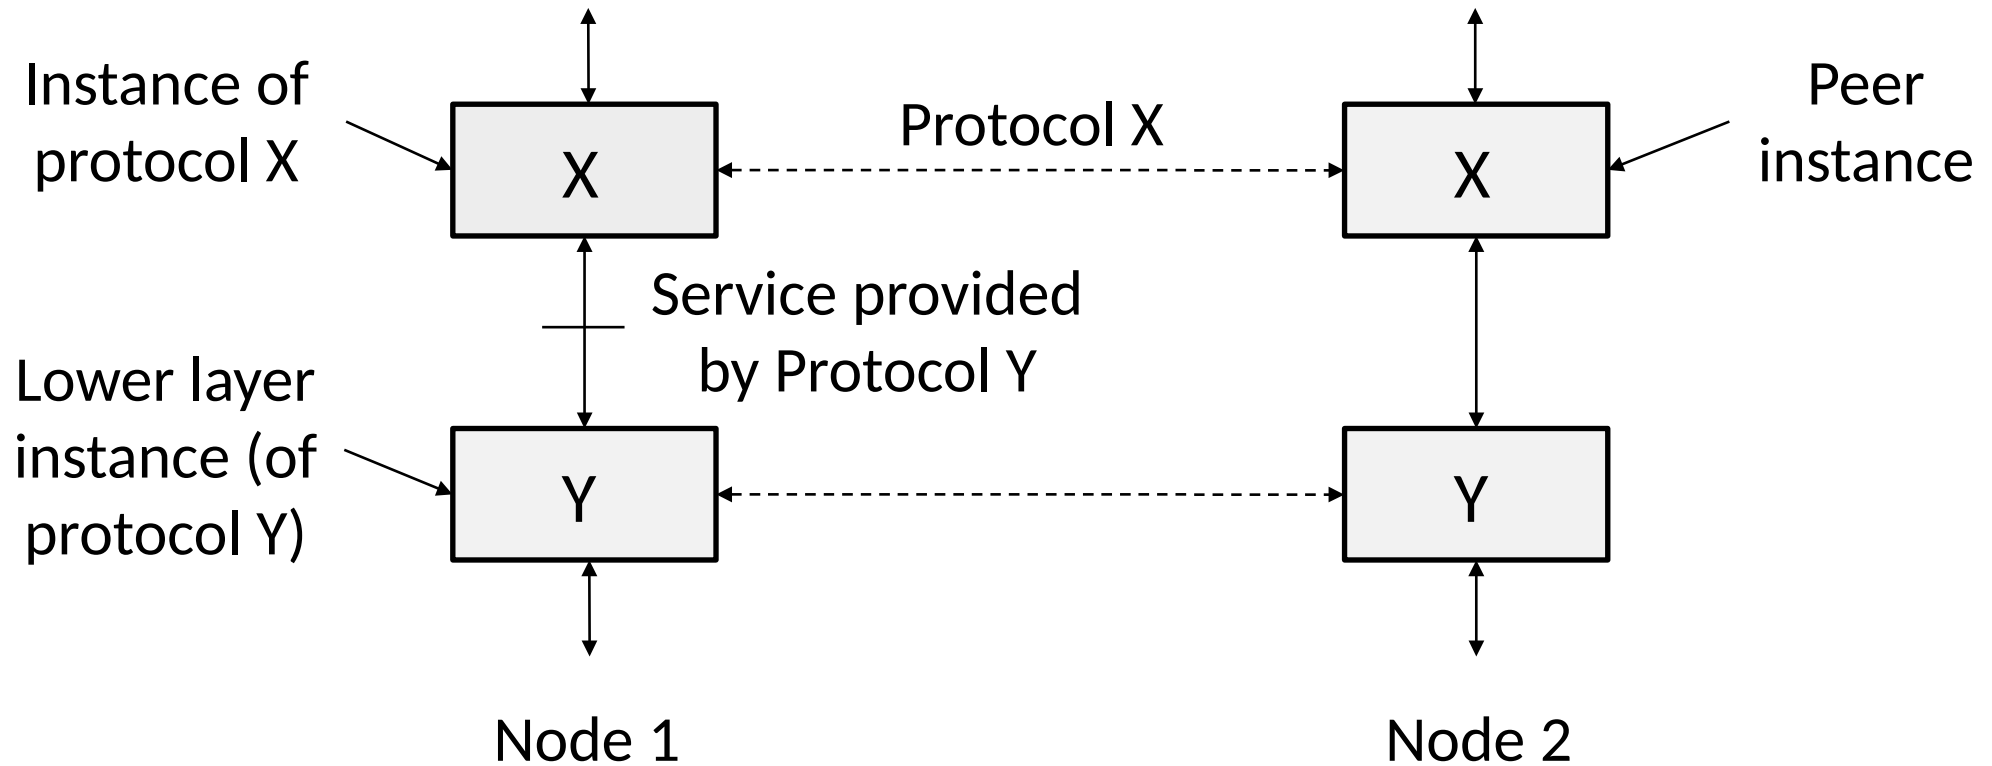 Instance of
protocol X
X
Protocol X
X
Peer
instance
Service provided
by Protocol Y
Lower layer
instance (of
protocol Y)
Y
Y
Node 1
Node 2